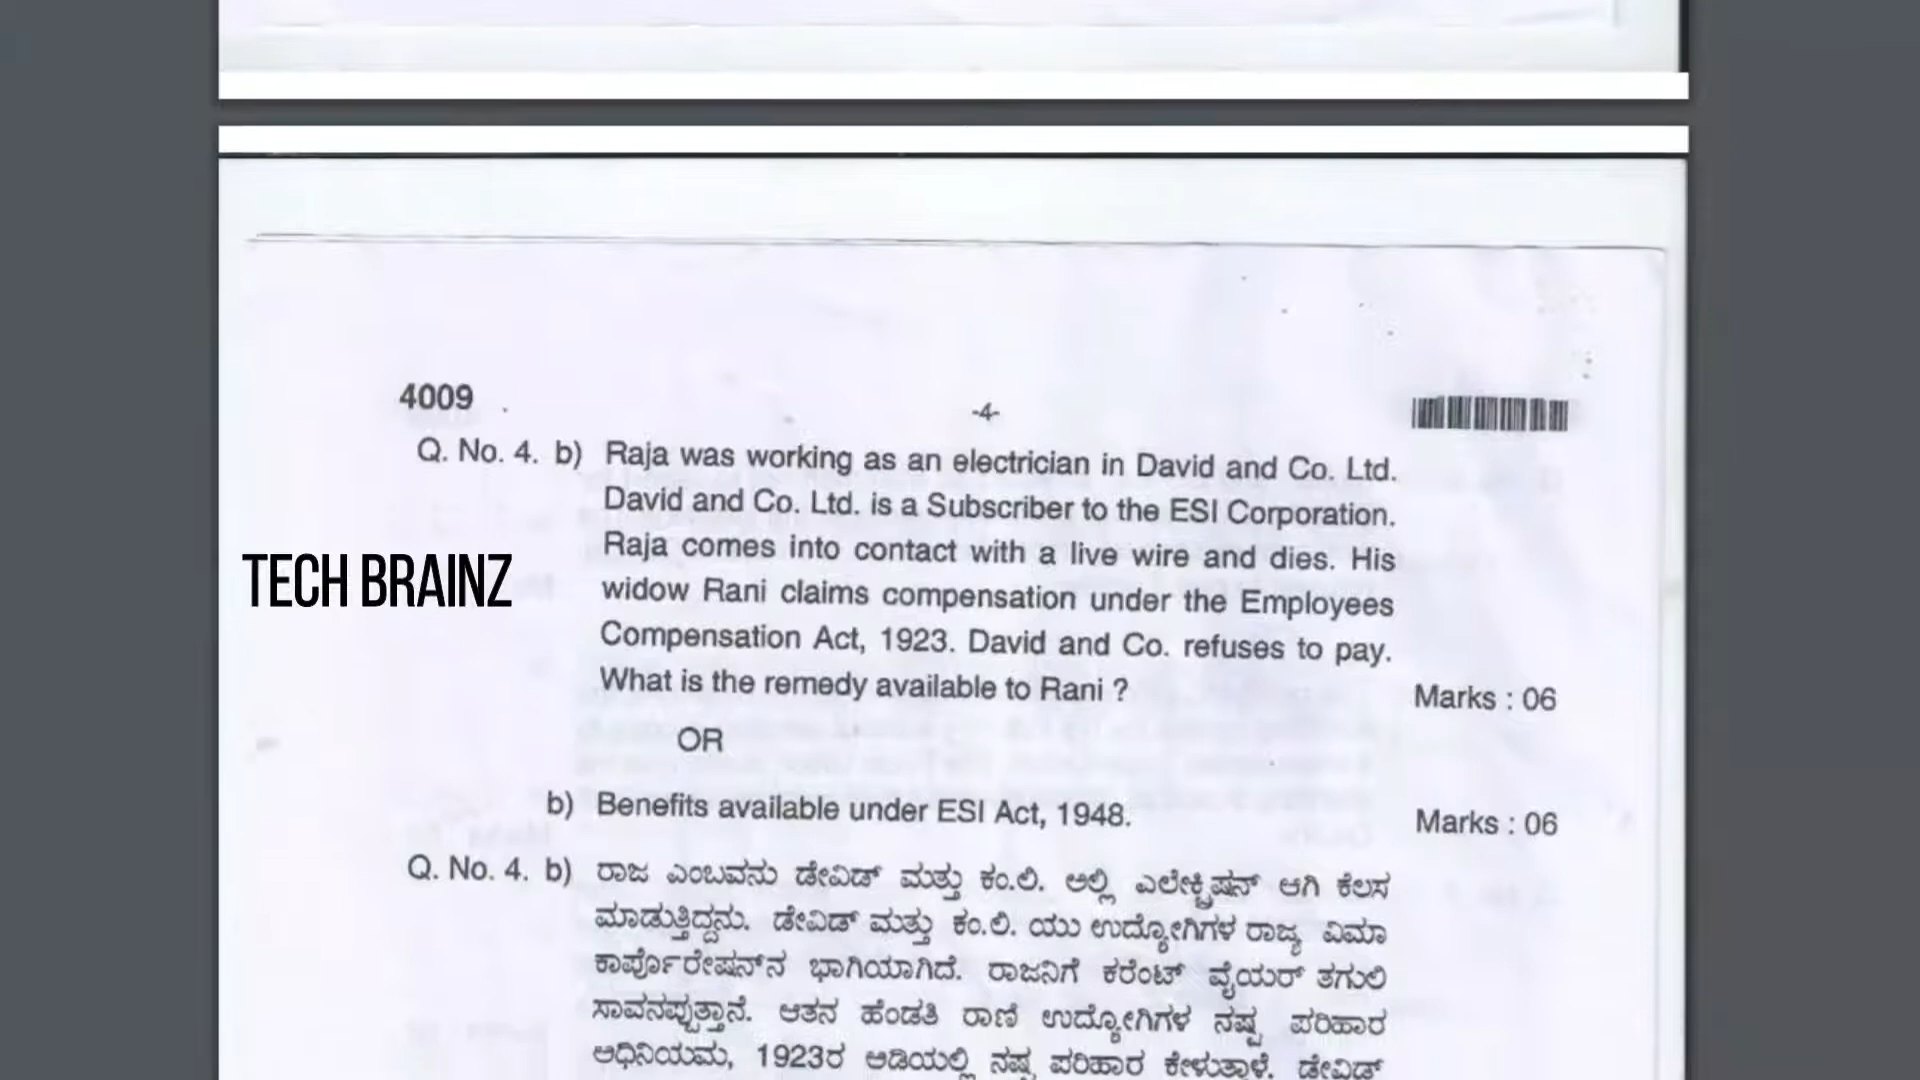 4009
-4-
Q. No. 4. b) Raja was working as an electrician in David and Co. Ltd.
David and Co. Ltd. is a Subscriber to the ESI Corporation.
Raja comes into contact with a live wire and dies. His
widow Rani claims compensation under the Employees
Compensation Act, 1923. David and Co. refuses to pay.
What is the remedy available to Rani ? Marks : 06
TECH BRAINZ
OR
b) Benefits available under ESI Act, 1948. Marks : 06
Q. No. 4. b) ರಾಜ ಎಂಬವನು ಡೇವಿಡ್ ಮತ್ತು ಕಂ.ಲಿ. ಅಲ್ಲಿ ಎಲೇಕ್ಟ್ರಿಷನ್ ಆಗಿ ಕೆಲಸ
ಮಾಡುತ್ತಿದ್ದನು. ಡೇವಿಡ್ ಮತ್ತು ಕಂ.ಲಿ. ಯು ಉದ್ಯೋಗಿಗಳ ರಾಜ್ಯ ವಿಮಾ
ಕಾರ್ಪೊರೇಷನ್‌ನ ಭಾಗಿಯಾಗಿದೆ. ರಾಜನಿಗೆ ಕರೆಂಟ್ ವೈಯರ್ ತಗುಲಿ
ಸಾವನಪ್ಪುತ್ತಾನೆ. ಆತನ ಹೆಂಡತಿ ರಾಣಿ ಉದ್ಯೋಗಿಗಳ ನಷ್ಟ ಪರಿಹಾರ
ಅಧಿನಿಯಮ, 1923ರ ಅಡಿಯಲ್ಲಿ ನಷ್ಟ ಪರಿಹಾರ ಕೇಳುತ್ತಾಳೆ. ಡೇವಿಡ್